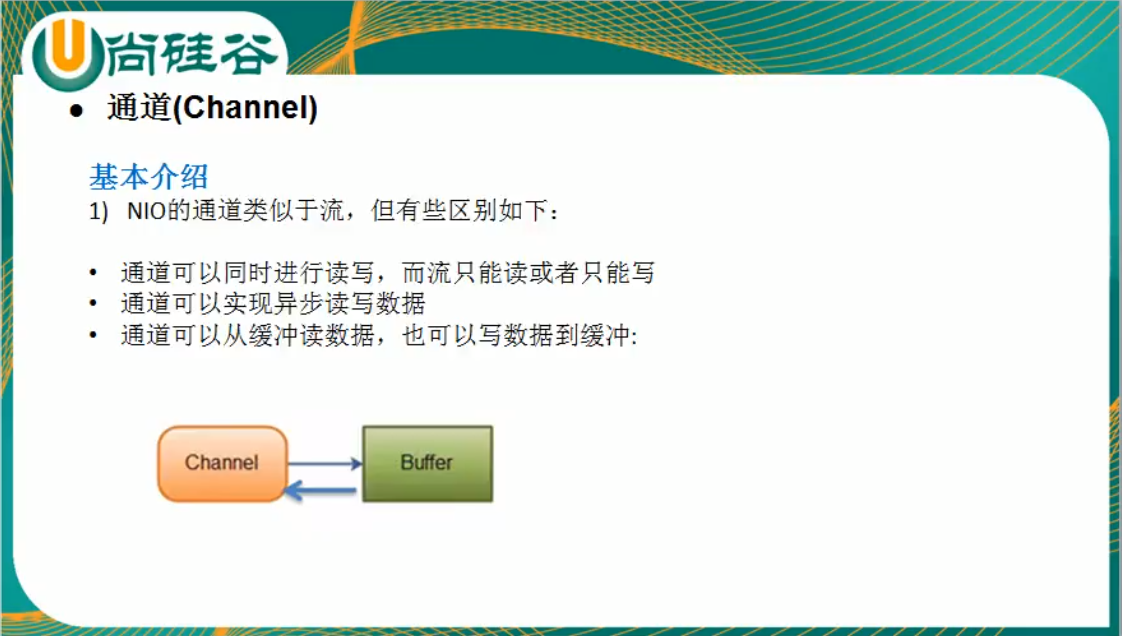 尚硅谷
● 通道(Channel)
基本介绍
1) NIO的通道类似于流，但有些区别如下：
• 通道可以同时进行读写，而流只能读或者只能写
• 通道可以实现异步读写数据
• 通道可以从缓冲读数据，也可以写数据到缓冲:
Channel
Buffer